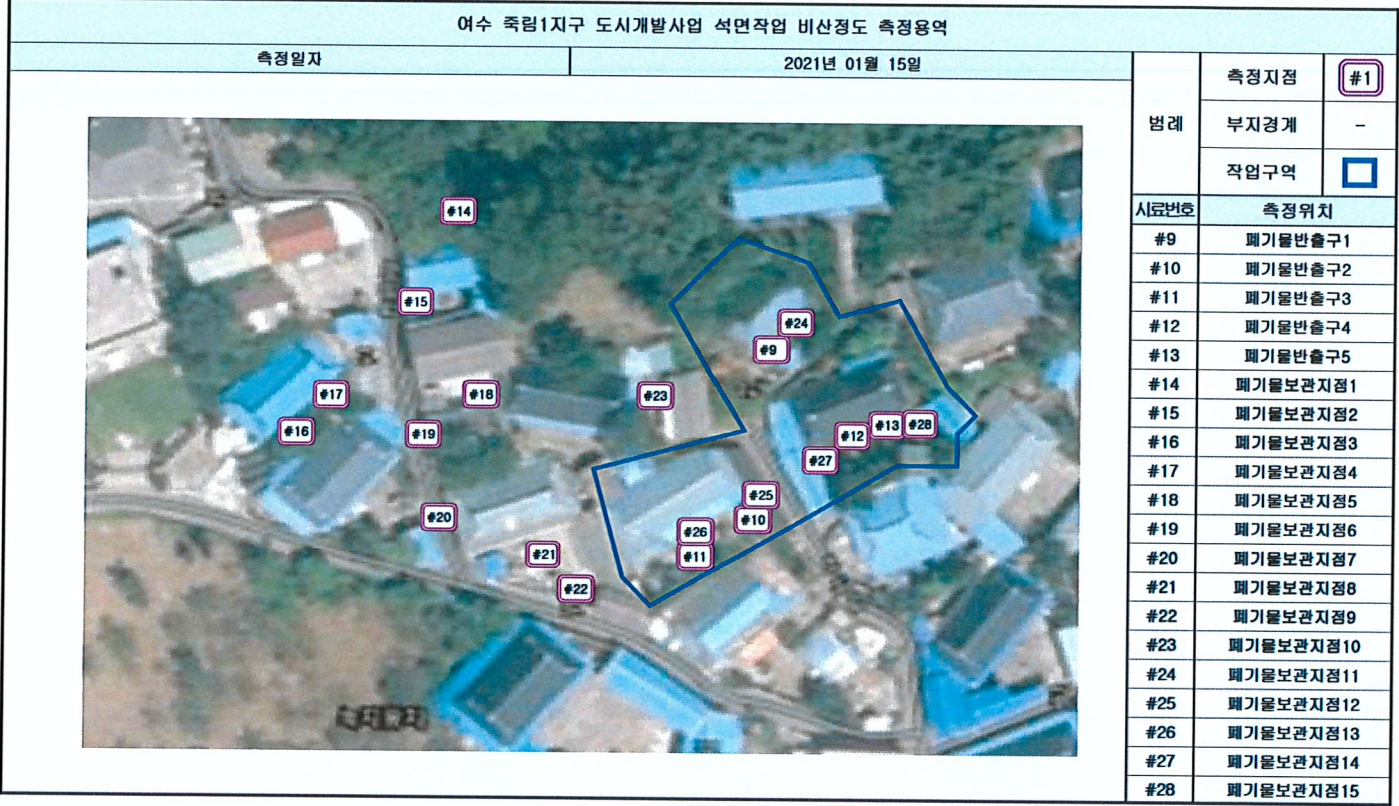 여수 죽림1지구 도시개발사업 석면작업 비산정도 측정용역
측정일자 2021년 01월 15일
범례
측정지점 #1
부지경계 -
작업구역
시료번호 측정위치
#9 폐기물반출구1
#10 폐기물반출구2
#11 폐기물반출구3
#12 폐기물반출구4
#13 폐기물반출구5
#14 폐기물보관지점1
#15 폐기물보관지점2
#16 폐기물보관지점3
#17 폐기물보관지점4
#18 폐기물보관지점5
#19 폐기물보관지점6
#20 폐기물보관지점7
#21 폐기물보관지점8
#22 폐기물보관지점9
#23 폐기물보관지점10
#24 폐기물보관지점11
#25 폐기물보관지점12
#26 폐기물보관지점13
#27 폐기물보관지점14
#28 폐기물보관지점15
#14
#15
#24
#9
#17
#18
#23
#16
#19
#12
#13
#28
#27
#25
#20
#10
#26
#21
#11
#22